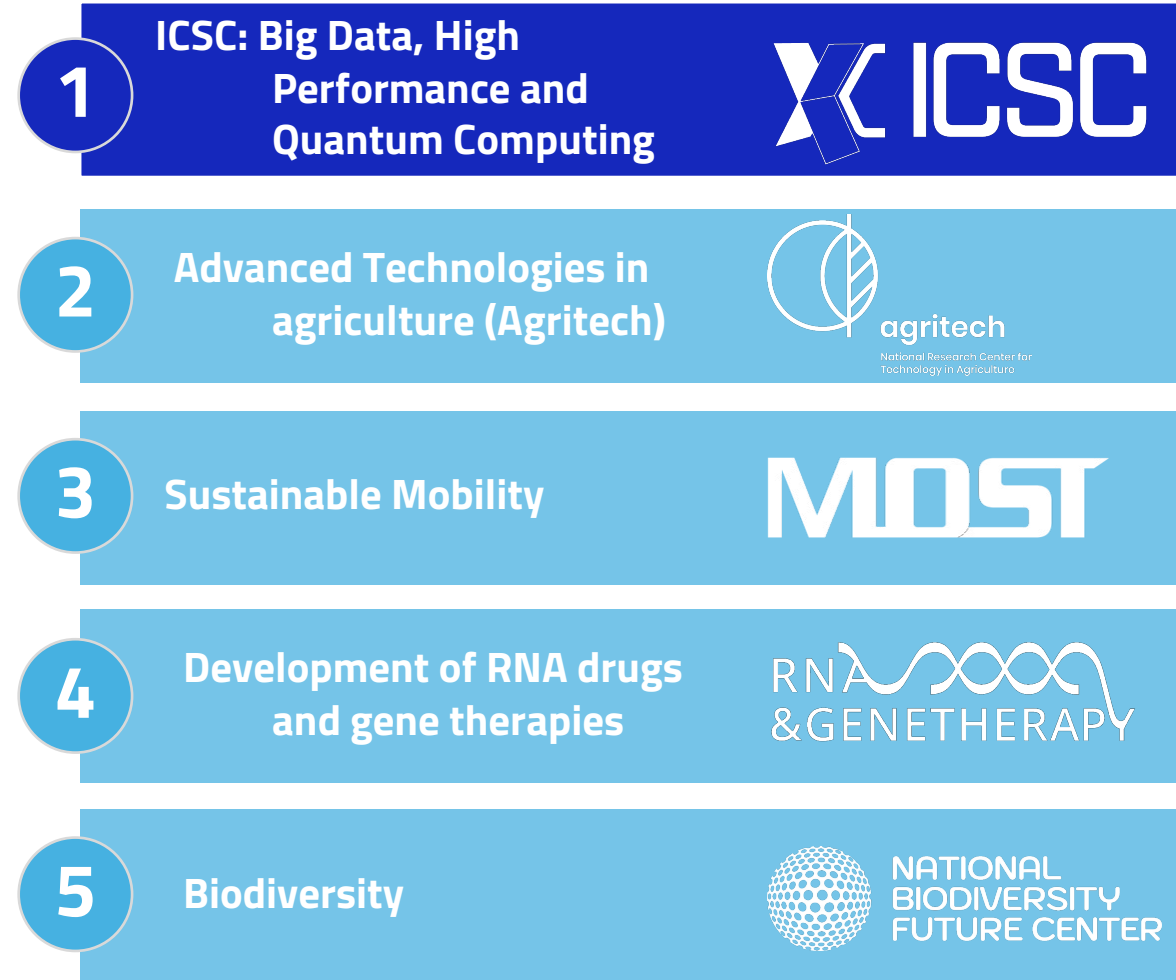 1
ICSC: Big Data, High
Performance and
Quantum Computing
ICSC
2
Advanced Technologies in
agriculture (Agritech)
agritech
National Research Center for
Technology in Agriculture
3
Sustainable Mobility
MOST
4
Development of RNA drugs
and gene therapies
RNA
&GENETHERAPY
5
Biodiversity
NATIONAL
BIODIVERSITY
FUTURE CENTER